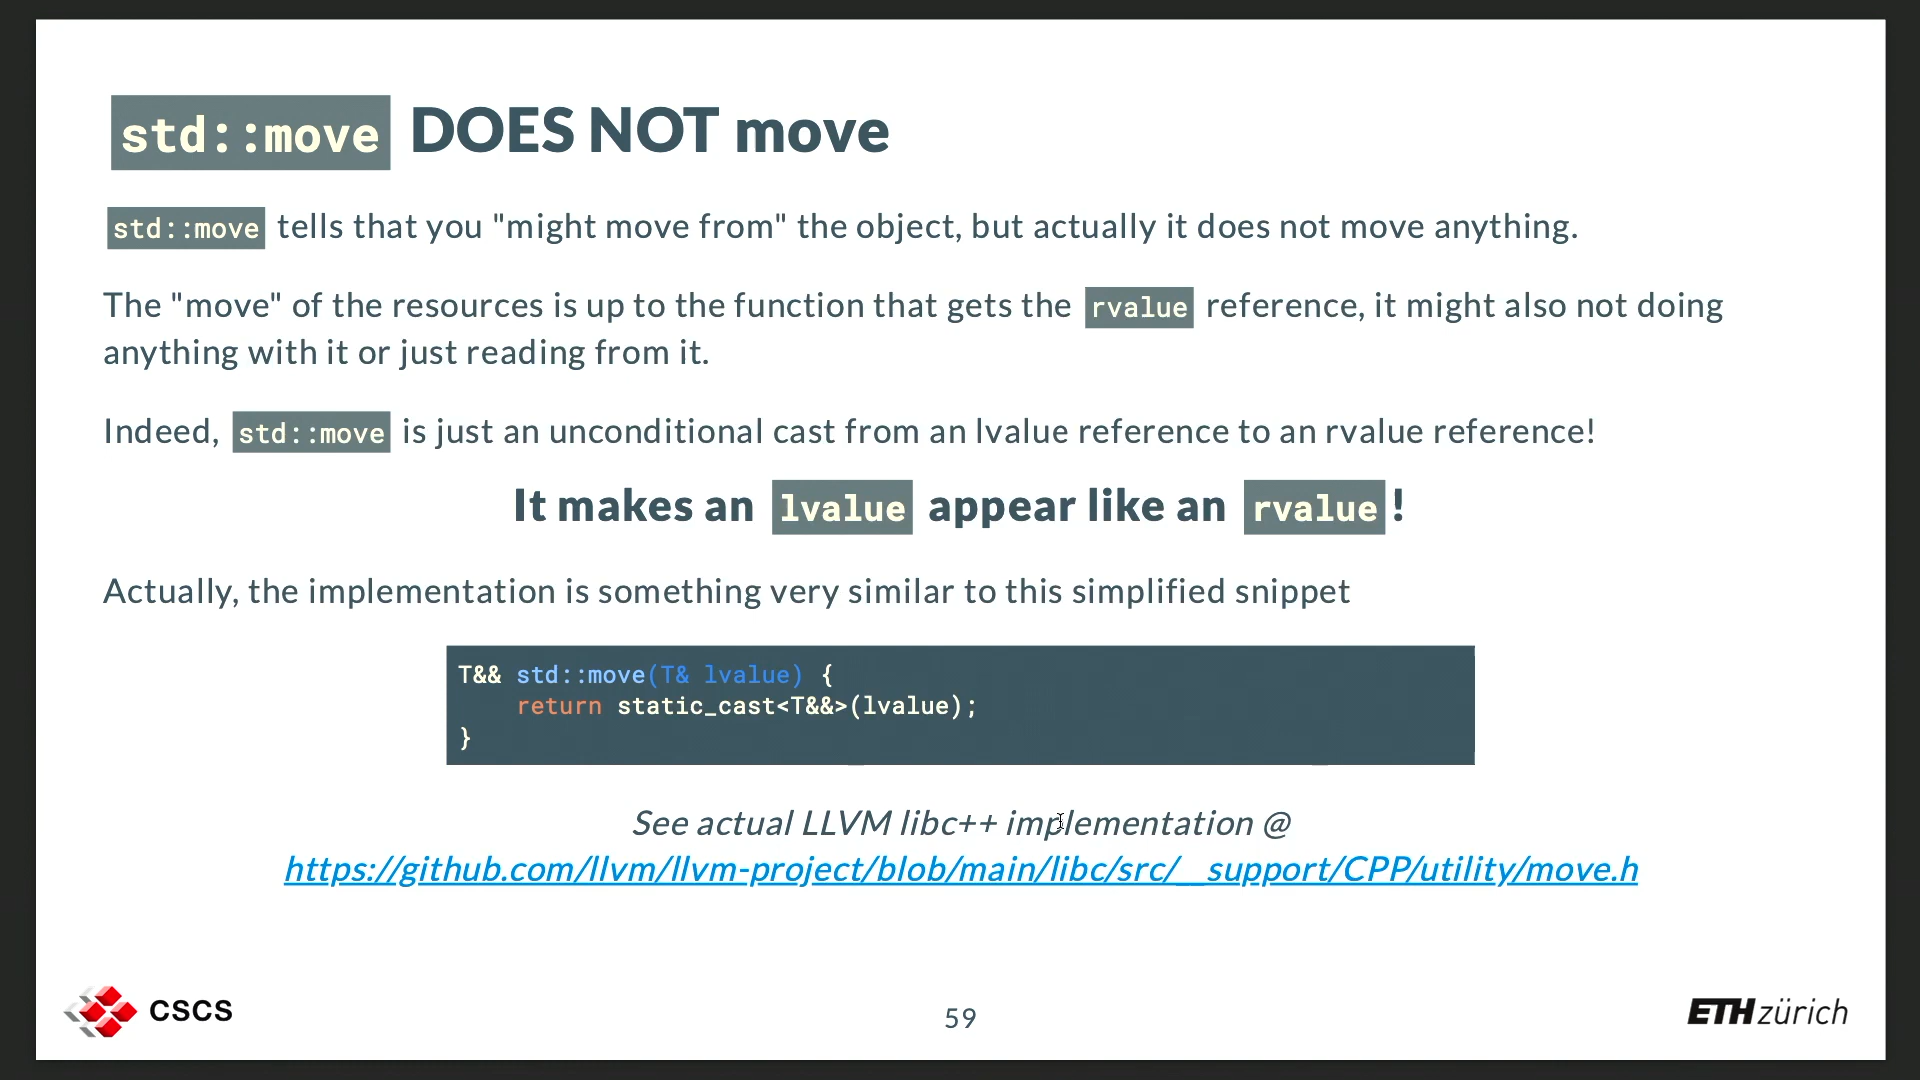 std::move DOES NOT move
std::move tells that you "might move from" the object, but actually it does not move anything.
The "move" of the resources is up to the function that gets the rvalue reference, it might also not doing
anything with it or just reading from it.
Indeed, std::move is just an unconditional cast from an lvalue reference to an rvalue reference!
It makes an lvalue appear like an rvalue!
Actually, the implementation is something very similar to this simplified snippet
T&& std::move(T& lvalue) {
    return static_cast<T&&>(lvalue);
}
See actual LLVM libc++ implementation @
https://github.com/llvm/llvm-project/blob/main/libc/src/__support/CPP/utility/move.h
CSCS
59
ETH zürich